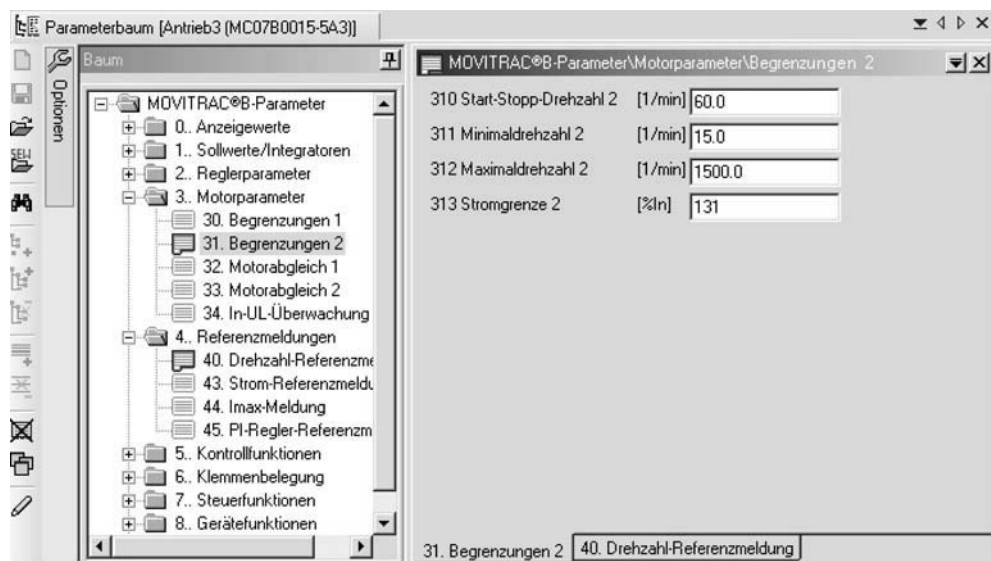 Parameterbaum [Antrieb3 (MC07B0015-5A3)]
Optionen
SEW
Baum
MOVITRAC®B-Parameter
0.. Anzeigewerte
1.. Sollwerte/Integratoren
2.. Reglerparameter
3.. Motorparameter
30. Begrenzungen 1
31. Begrenzungen 2
32. Motorabgleich 1
33. Motorabgleich 2
34. In-UL-Überwachung
4.. Referenzmeldungen
40. Drehzahl-Referenzme
43. Strom-Referenzmeldu
44. Imax-Meldung
45. PI-Regler-Referenzm
5.. Kontrollfunktionen
6.. Klemmenbelegung
7.. Steuerfunktionen
8.. Gerätefunktionen
MOVITRAC®B-Parameter\Motorparameter\Begrenzungen 2
310 Start-Stopp-Drehzahl 2 [1/min] 60.0
311 Minimaldrehzahl 2 [1/min] 15.0
312 Maximaldrehzahl 2 [1/min] 1500.0
313 Stromgrenze 2 [%In] 131
31. Begrenzungen 2 40. Drehzahl-Referenzmeldung